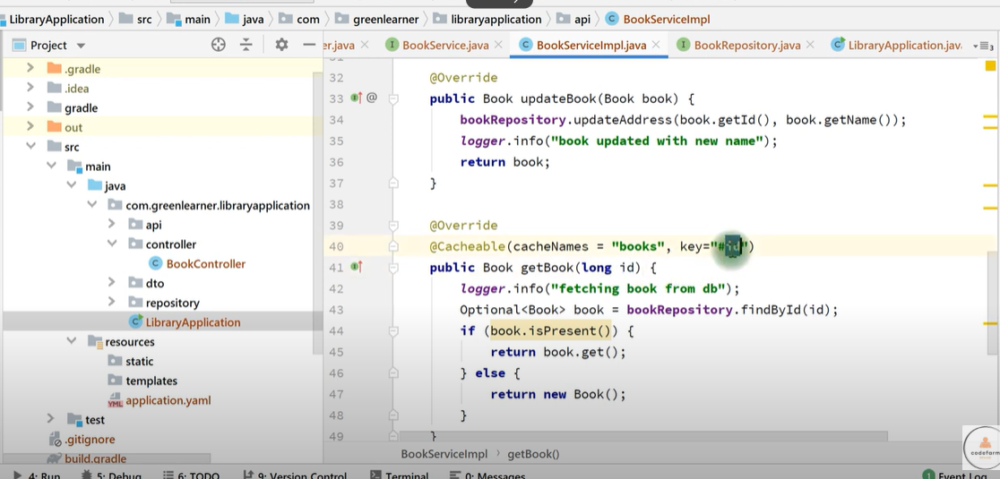 LibraryApplication src main java com greenlearner libraryapplication api BookServiceImpl
Project
er.java BookService.java BookServiceImpl.java BookRepository.java LibraryApplication.jav
.gradle
.idea
gradle
out
src
main
java
com.greenlearner.libraryapplication
api
controller
BookController
dto
repository
LibraryApplication
resources
static
templates
application.yaml
test
.gitignore
build.gradle
32 @Override
33 @ public Book updateBook(Book book) {
34 bookRepository.updateAddress(book.getId(), book.getName());
35 logger.info("book updated with new name");
36 return book;
37 }
38
39 @Override
40 @Cacheable(cacheNames = "books", key="#id")
41 public Book getBook(long id) {
42 logger.info("fetching book from db");
43 Optional<Book> book = bookRepository.findById(id);
44 if (book.isPresent()) {
45 return book.get();
46 } else {
47 return new Book();
48 }
49 }
BookServiceImpl getBook()
codefarm
4: Run 5: Debug 6: TODO 9: Version Control Terminal 0: Messages 1 Event Log